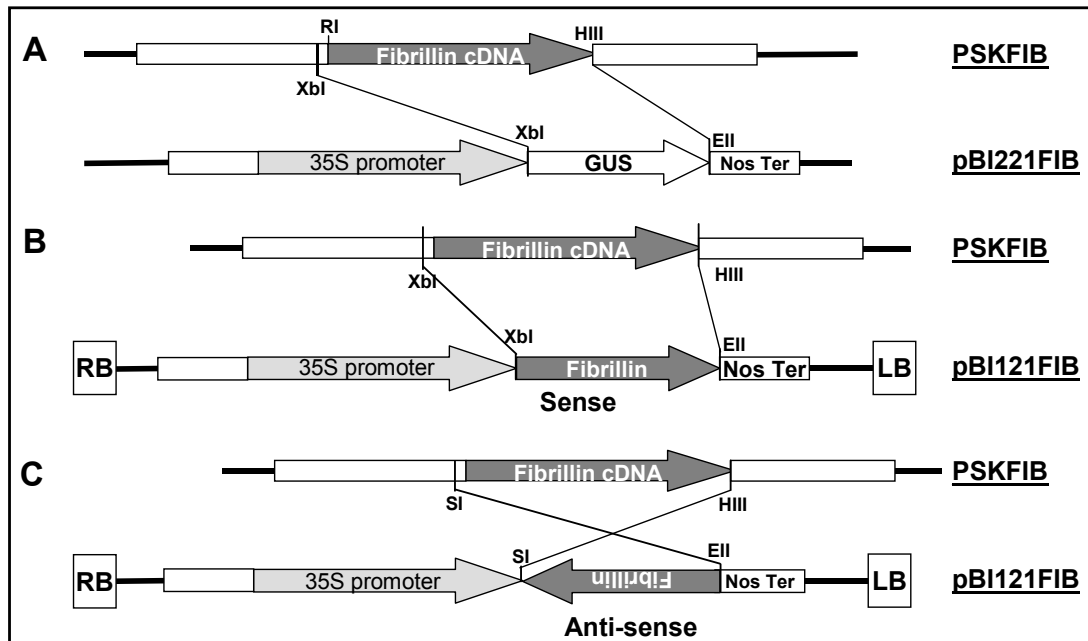 A
RI
Fibrillin cDNA
HIII
PSKFIB
XbI
XbI
EII
35S promoter
GUS
Nos Ter
pBI221FIB
B
Fibrillin cDNA
PSKFIB
XbI
HIII
XbI
EII
RB
35S promoter
Fibrillin
Nos Ter
LB
pBI121FIB
Sense
C
Fibrillin cDNA
PSKFIB
SI
HIII
SI
EII
RB
35S promoter
Fibrillin
Nos Ter
LB
pBI121FIB
Anti-sense